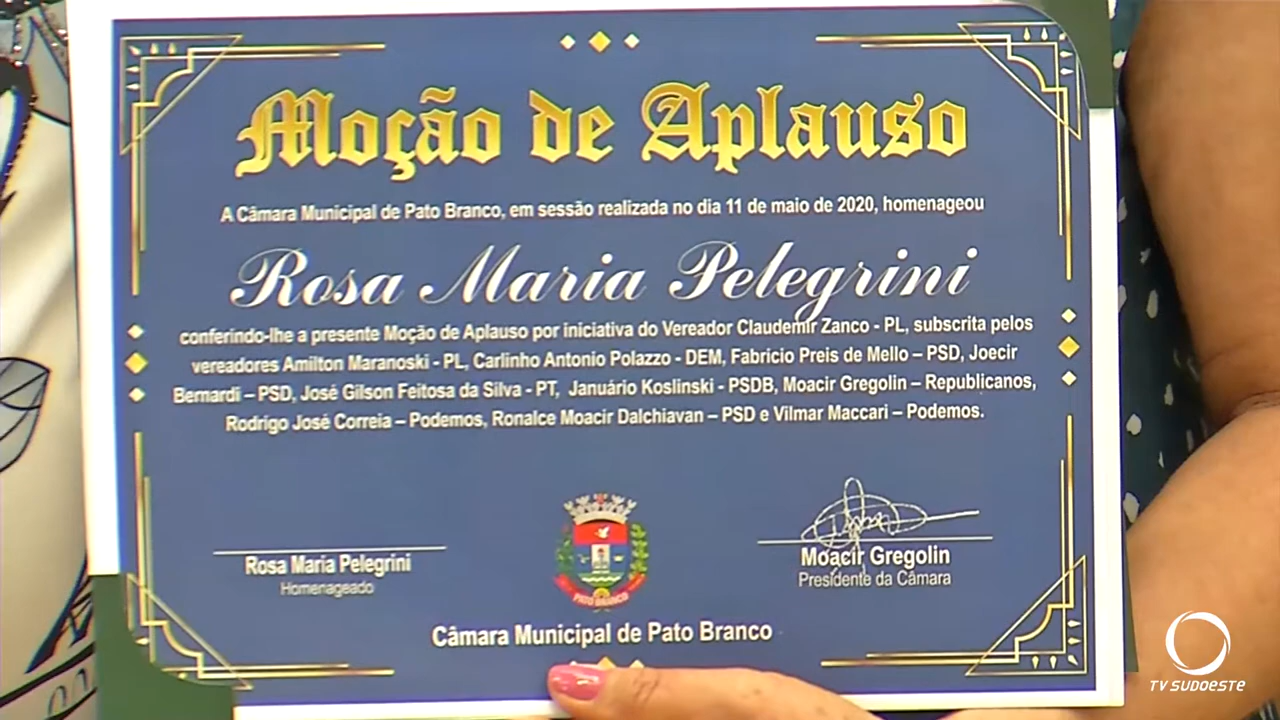 Moção de Aplauso
A Câmara Municipal de Pato Branco, em sessão realizada no dia 11 de maio de 2020, homenageou
Rosa Maria Pelegrini
conferindo-lhe a presente Moção de Aplauso por iniciativa do Vereador Claudemir Zanco - PL, subscrita pelos
vereadores Amilton Maranoski - PL, Carlinho Antonio Polazzo - DEM, Fabricio Preis de Mello – PSD, Joecir
Bernardi – PSD, José Gilson Feitosa da Silva - PT, Januário Koslinski - PSDB, Moacir Gregolin – Republicanos,
Rodrigo José Correia – Podemos, Ronalce Moacir Dalchiavan – PSD e Vilmar Maccari – Podemos.
Rosa Maria Pelegrini
Homenageado
PATO BRANCO
Moacir Gregolin
Presidente da Câmara
Câmara Municipal de Pato Branco
TV SUDOESTE